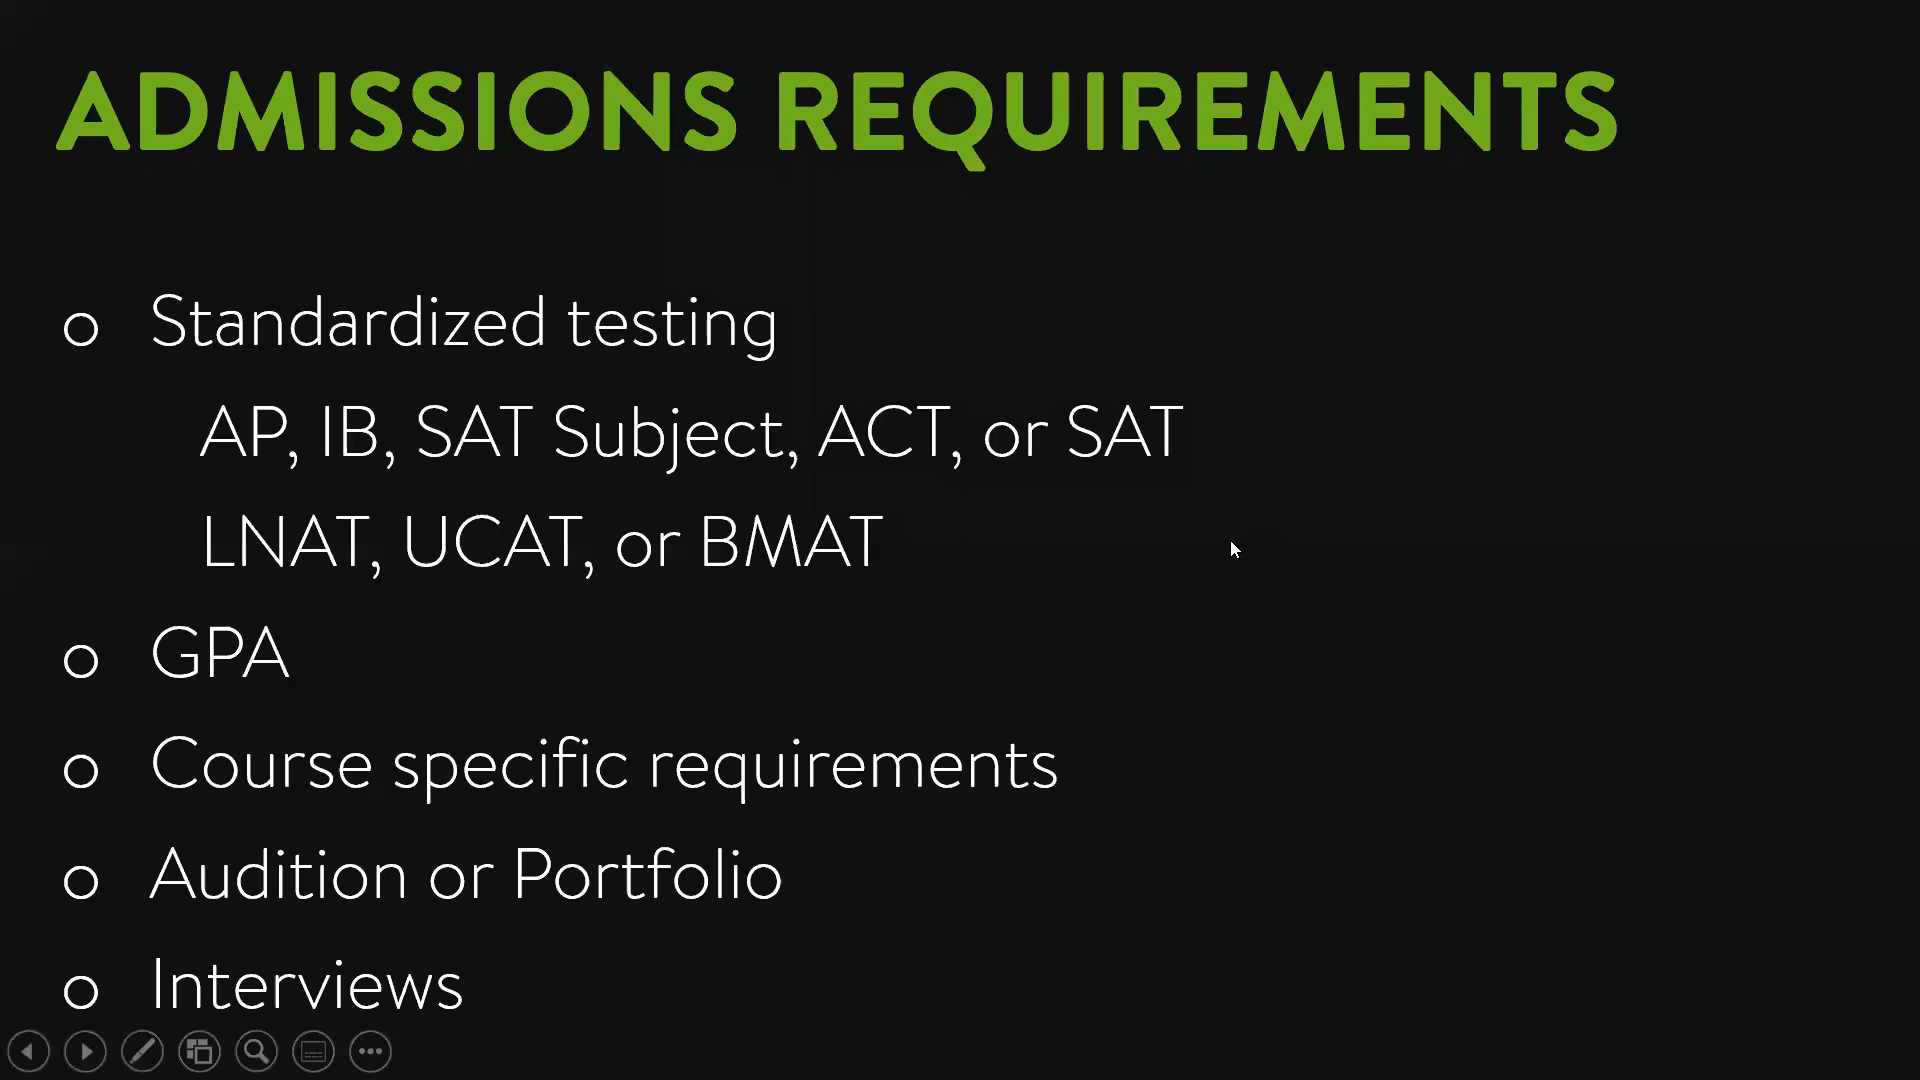 ADMISSIONS REQUIREMENTS
o Standardized testing
AP, IB, SAT Subject, ACT, or SAT
LNAT, UCAT, or BMAT
o GPA
o Course specific requirements
o Audition or Portfolio
o Interviews